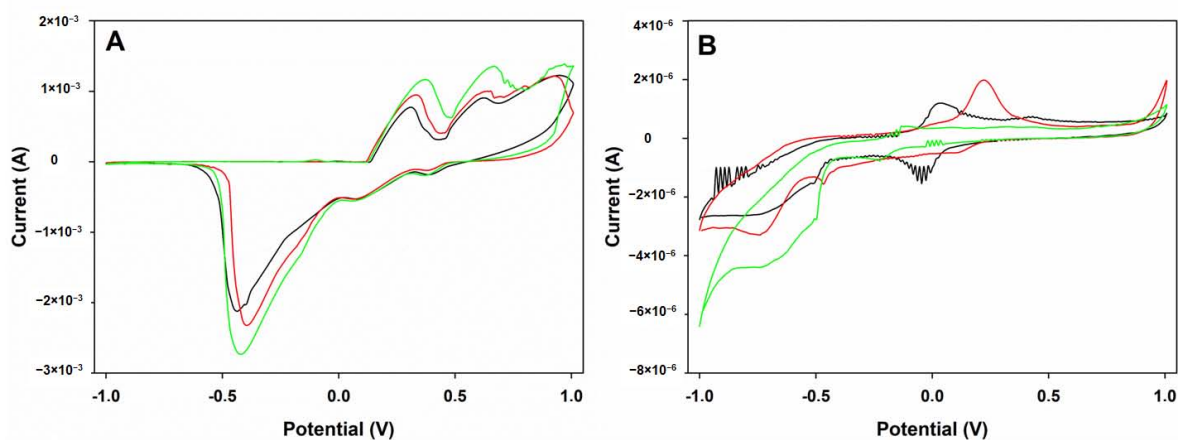 A
2×10⁻³
1×10⁻³
0
−1×10⁻³
−2×10⁻³
−3×10⁻³
Current (A)
-1.0 -0.5 0.0 0.5 1.0
Potential (V)
B
4×10⁻⁶
2×10⁻⁶
0
−2×10⁻⁶
−4×10⁻⁶
−6×10⁻⁶
−8×10⁻⁶
Current (A)
-1.0 -0.5 0.0 0.5 1.0
Potential (V)